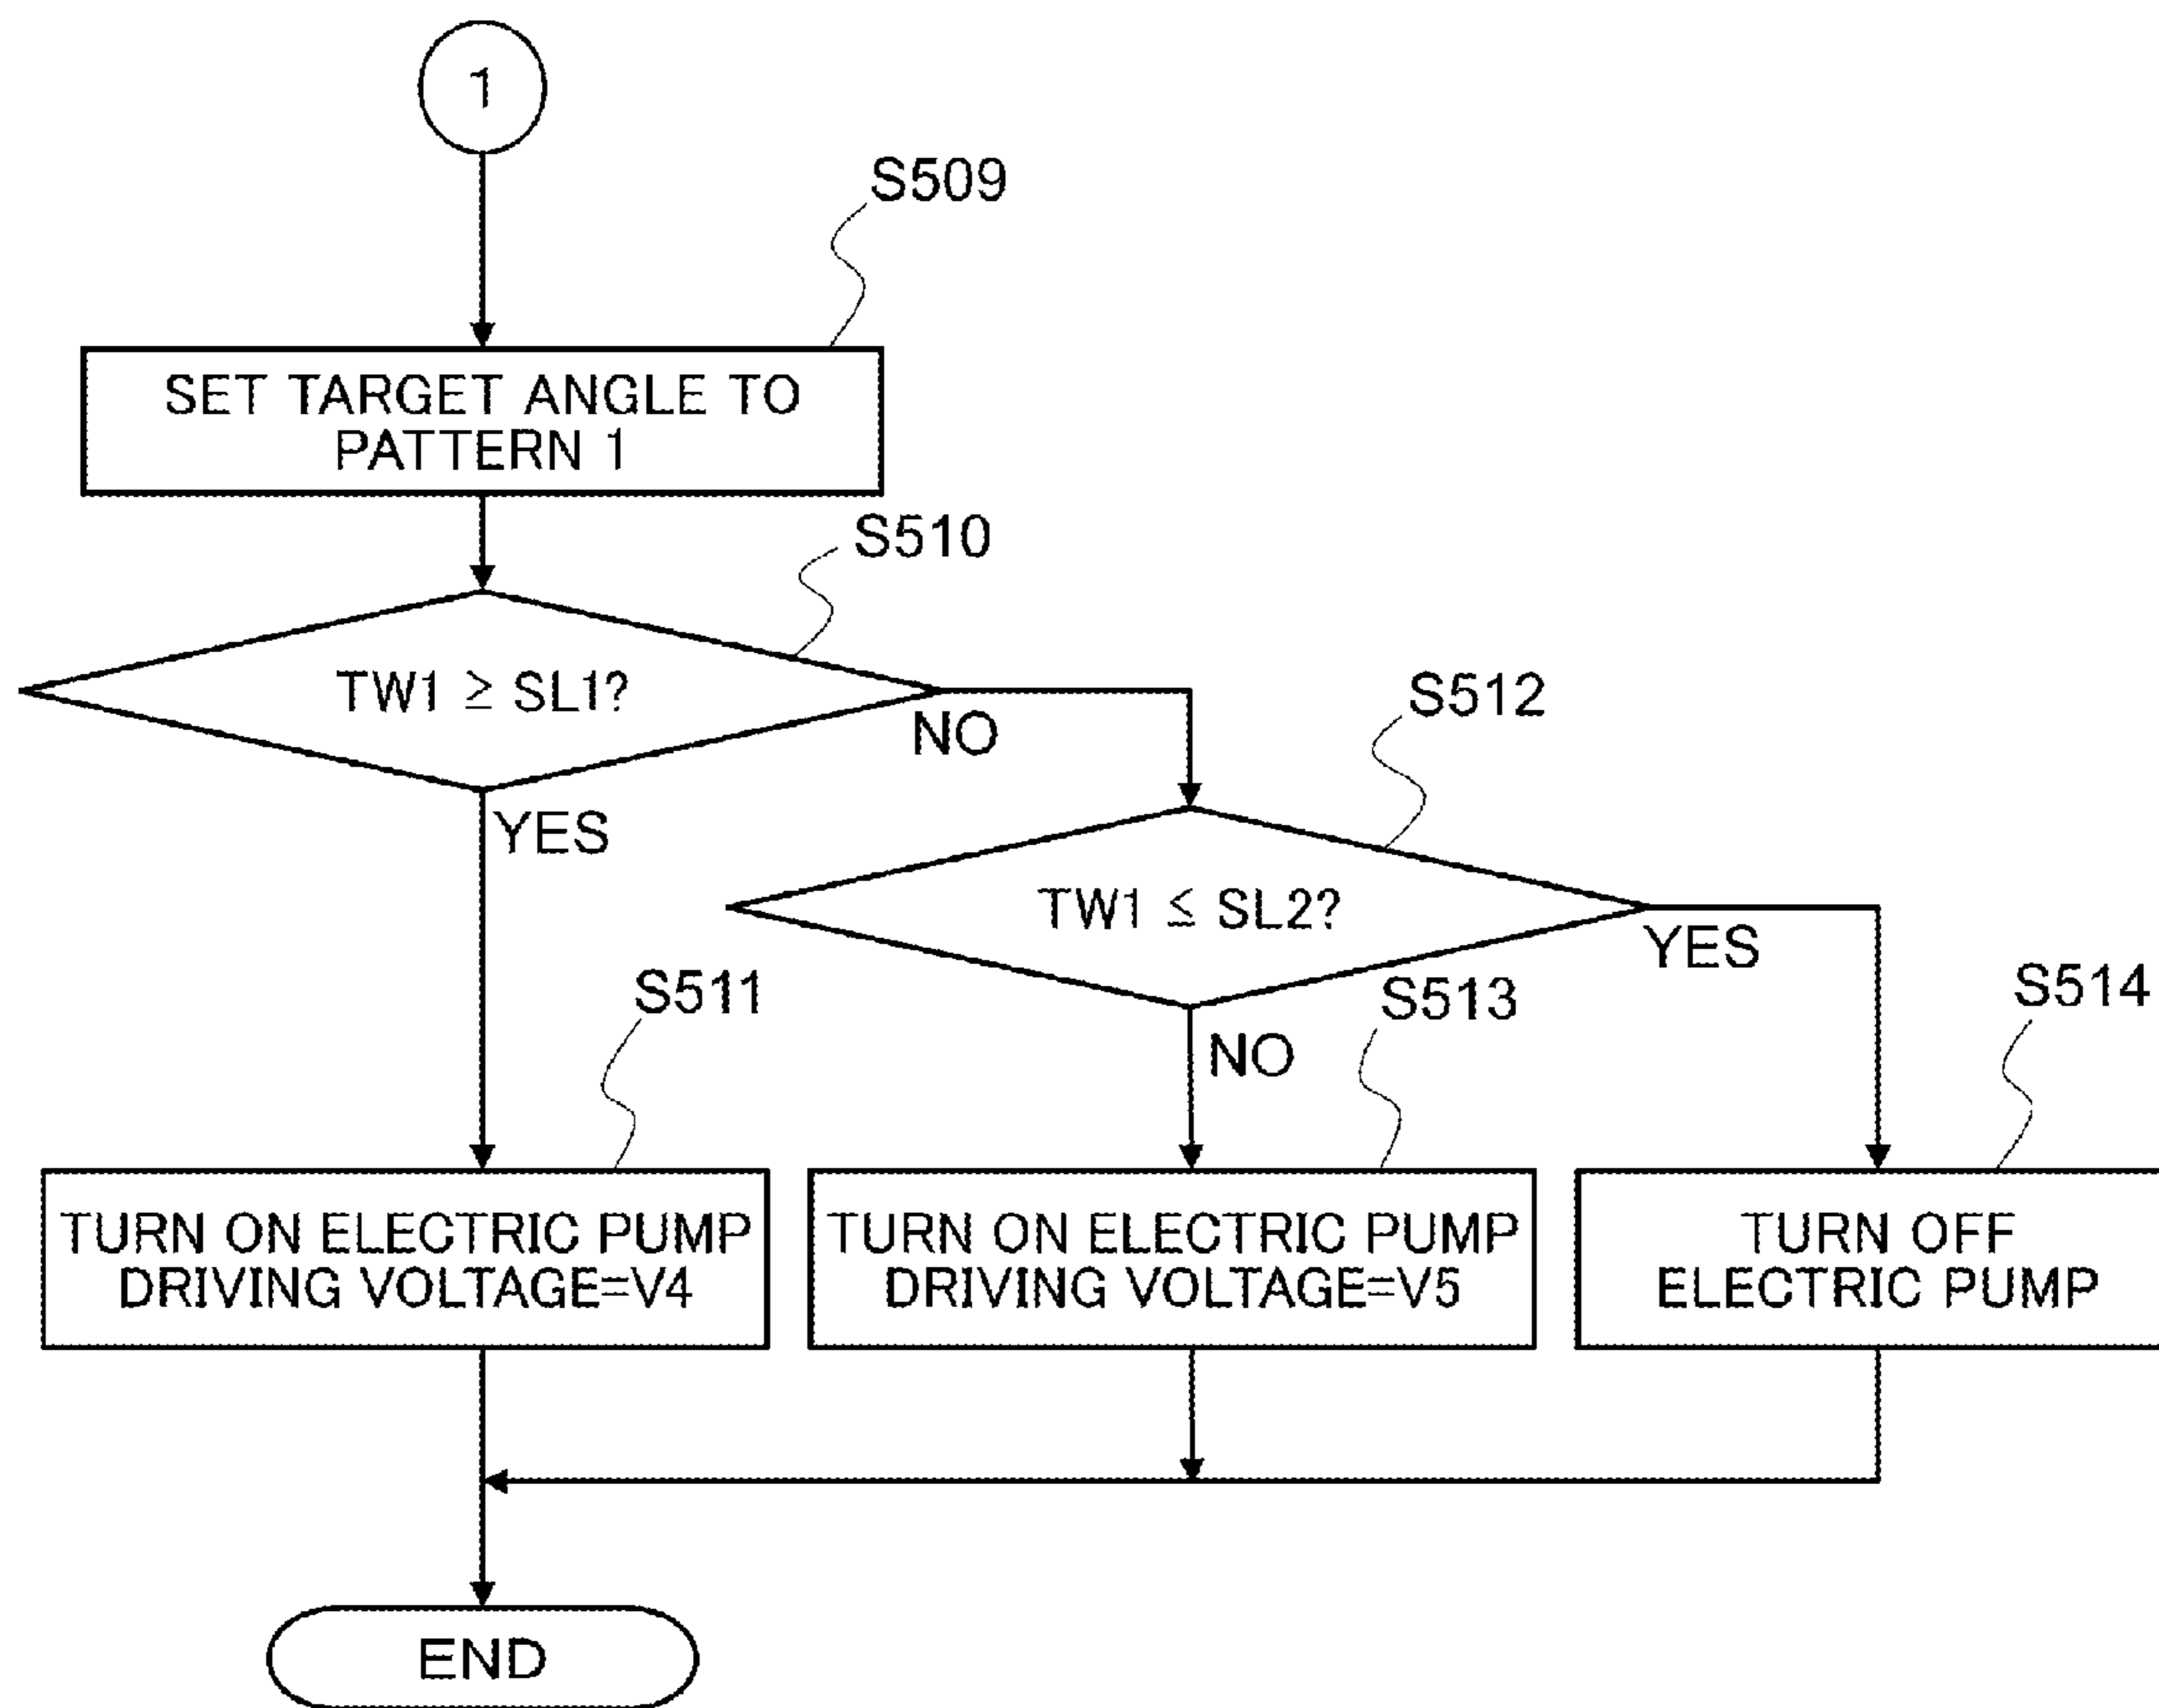 1
S509
SET TARGET ANGLE TO
PATTERN 1
S510
TW1 ≥ SL1?
NO
YES
S512
TW1 ≤ SL2?
YES
NO
S511
TURN ON ELECTRIC PUMP
DRIVING VOLTAGE=V4
S513
TURN ON ELECTRIC PUMP
DRIVING VOLTAGE=V5
S514
TURN OFF
ELECTRIC PUMP
END